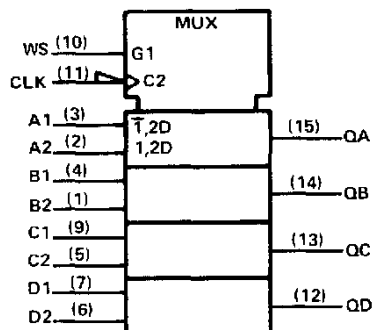 MUX
WS (10) G1
CLK (11) C2
A1 (3) 1̅,2D
A2 (2) 1,2D
(15) QA
B1 (4)
B2 (1)
(14) QB
C1 (9)
C2 (5)
(13) QC
D1 (7)
D2 (6)
(12) QD